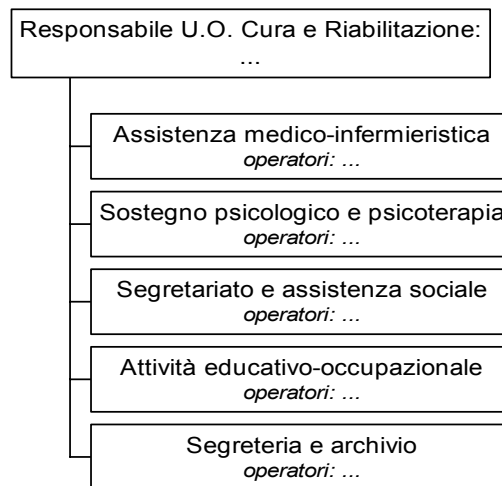 Responsabile U.O. Cura e Riabilitazione:
...
Assistenza medico-infermieristica
operatori: ...
Sostegno psicologico e psicoterapia
operatori: ...
Segretariato e assistenza sociale
operatori: ...
Attività educativo-occupazionale
operatori: ...
Segreteria e archivio
operatori: ...